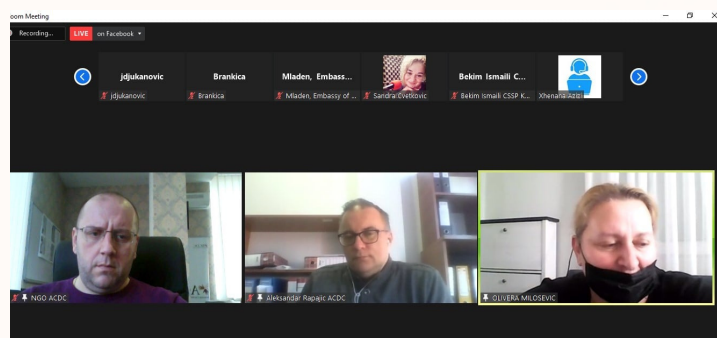 oom Meeting
Recording...
LIVE
on Facebook
jdjukanovic
Brankica
Mladen, Embass...
Bekim Ismaili C...
jdjukanovic
Brankica
Mladen, Embassy of ...
Sandra Cvetkovic
Bekim Ismaili CSSP K...
Xhenana Azizi
NGO ACDC
Aleksandar Rapajic ACDC
OLIVERA MILOSEVIC